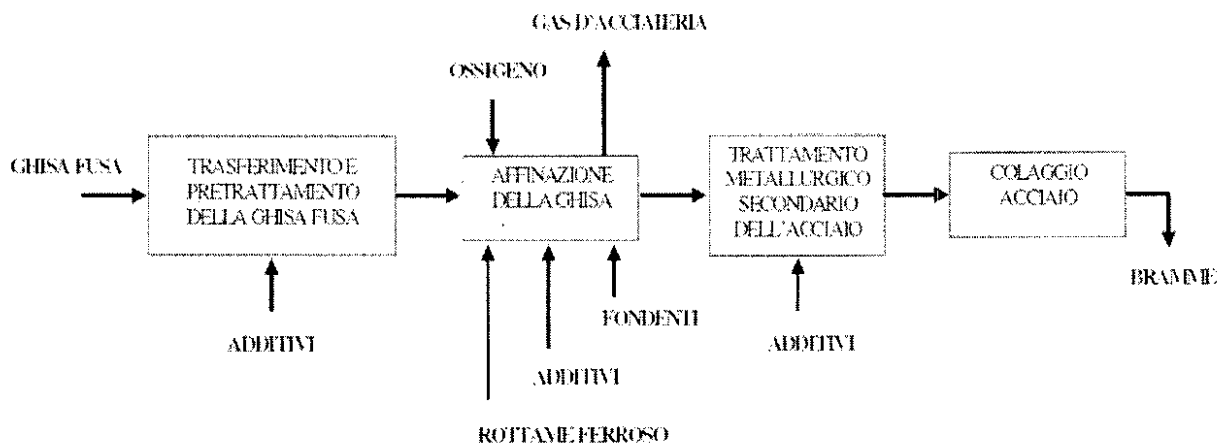 GAS D'ACCIAIERIA
OSSIGENO
GHISA FUSA
TRASFERIMENTO E
PRETRATTAMENTO
DELLA GHISA FUSA
AFFINAZIONE
DELLA GHISA
TRATTAMENTO
METALLURGICO
SECONDARIO
DELL'ACCIAIO
COLAGGIO
ACCIAIO
BRAMME
ADDITIVI
FONDENTI
ADDITIVI
ADDITIVI
ROTTAME FERROSO